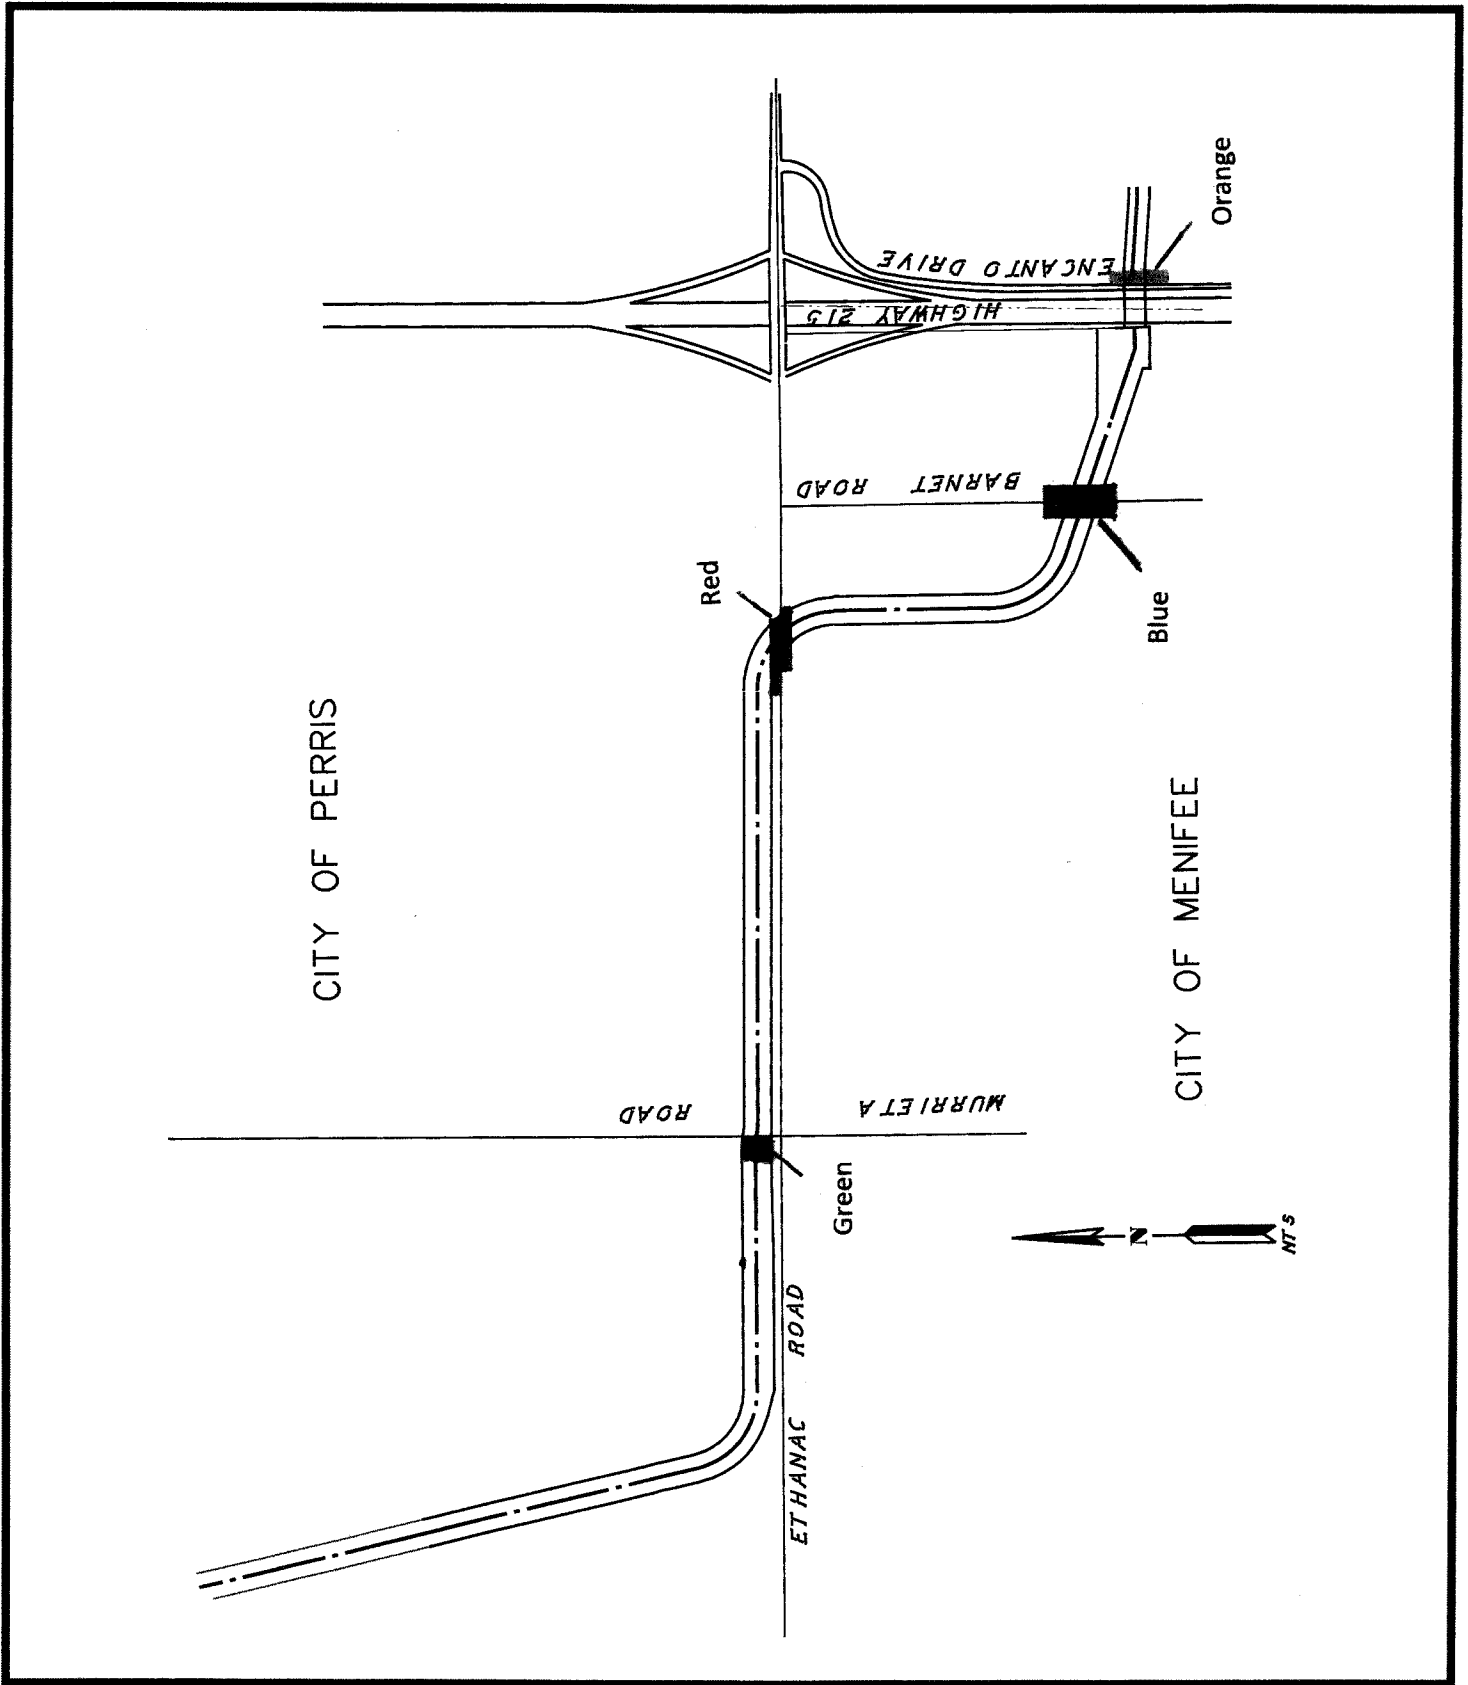 CITY OF PERRIS
CITY OF MENIFEE
ETHANAC ROAD
MURRIETA ROAD
BARNET ROAD
HIGHWAY 215
ENCANTO DRIVE
Green
Red
Blue
Orange
N
NTS